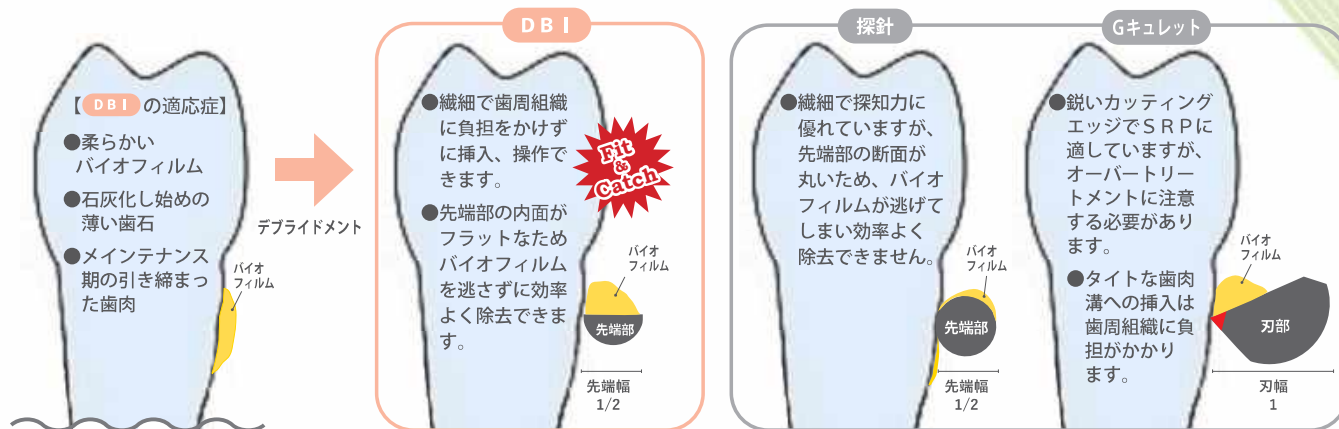 【DBIの適応症】
●柔らかい
バイオフィルム
●石灰化し始めの
薄い歯石
●メインテナンス
期の引き締まっ
た歯肉
バイオ
フィルム
デブライドメント
DBI
●繊細で歯周組織
に負担をかけず
に挿入、操作で
きます。
●先端部の内面が
フラットなため
バイオフィルム
を逃さずに効率
よく除去できま
す。
Fit
&
Catch
バイオ
フィルム
先端部
先端幅
1/2
探針
●繊細で探知力に
優れていますが、
先端部の断面が
丸いため、バイオ
フィルムが逃げて
しまい効率よく
除去できません。
バイオ
フィルム
先端部
先端幅
1/2
Gキュレット
●鋭いカッティング
エッジでSRPに
適していますが、
オーバートリー
トメントに注意
する必要があり
ます。
●タイトな歯肉
溝への挿入は
歯周組織に負
担がかかり
ます。
バイオ
フィルム
刃部
刃幅
1